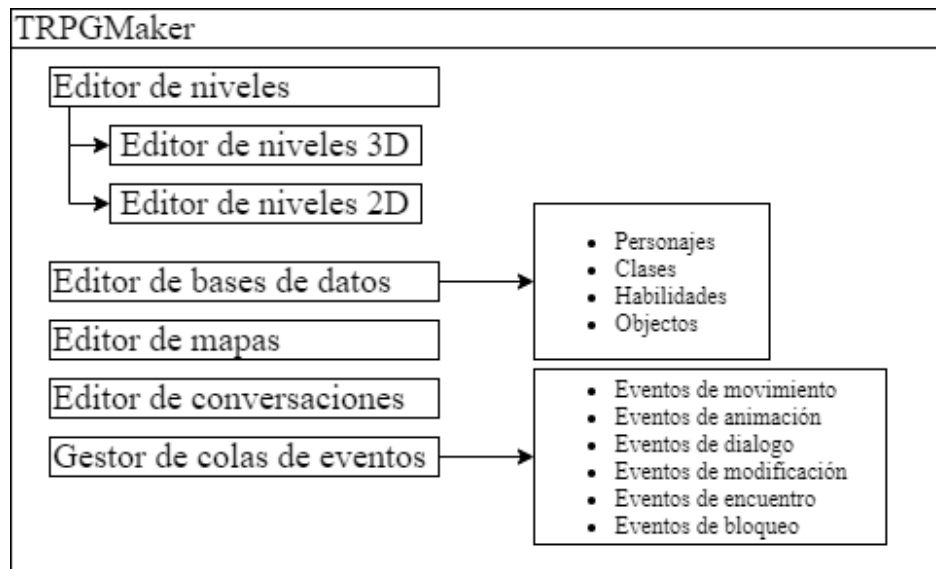 TRPGMaker
Editor de niveles
Editor de niveles 3D
Editor de niveles 2D
Editor de bases de datos
• Personajes
• Clases
• Habilidades
• Objectos
Editor de mapas
Editor de conversaciones
Gestor de colas de eventos
• Eventos de movimiento
• Eventos de animación
• Eventos de dialogo
• Eventos de modificación
• Eventos de encuentro
• Eventos de bloqueo